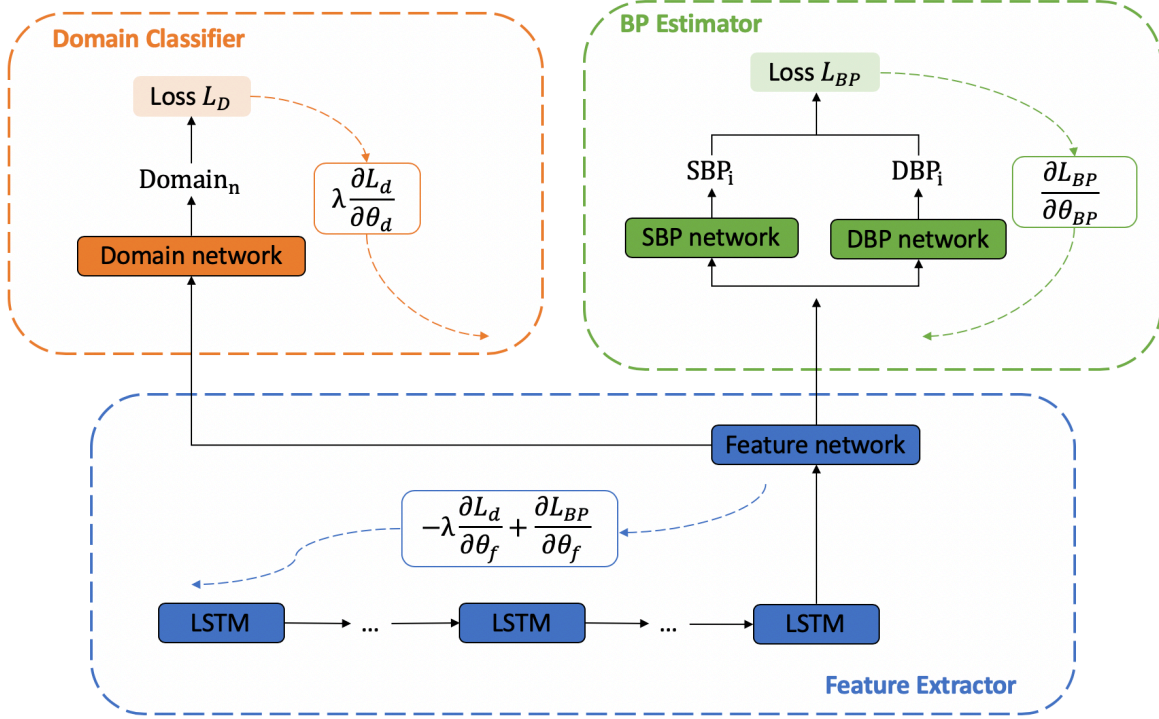 Domain Classifier
Loss L_D
Domain_n
λ ∂L_d/∂θ_d
Domain network
BP Estimator
Loss L_BP
SBP_i
DBP_i
∂L_BP/∂θ_BP
SBP network
DBP network
Feature network
−λ ∂L_d/∂θ_f + ∂L_BP/∂θ_f
LSTM
...
LSTM
...
LSTM
Feature Extractor